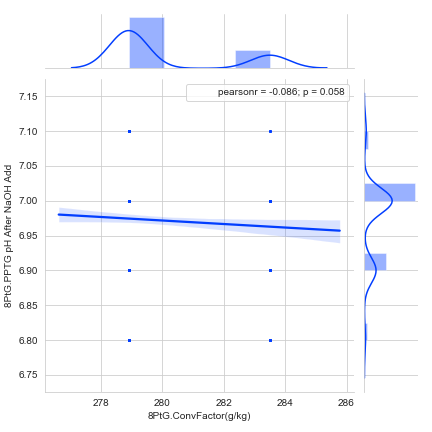 pearsonr = -0.086; p = 0.058
7.15
7.10
7.05
7.00
6.95
6.90
6.85
6.80
6.75
8PtG.PPTG pH After NaOH Add
278 280 282 284 286
8PtG.ConvFactor(g/kg)